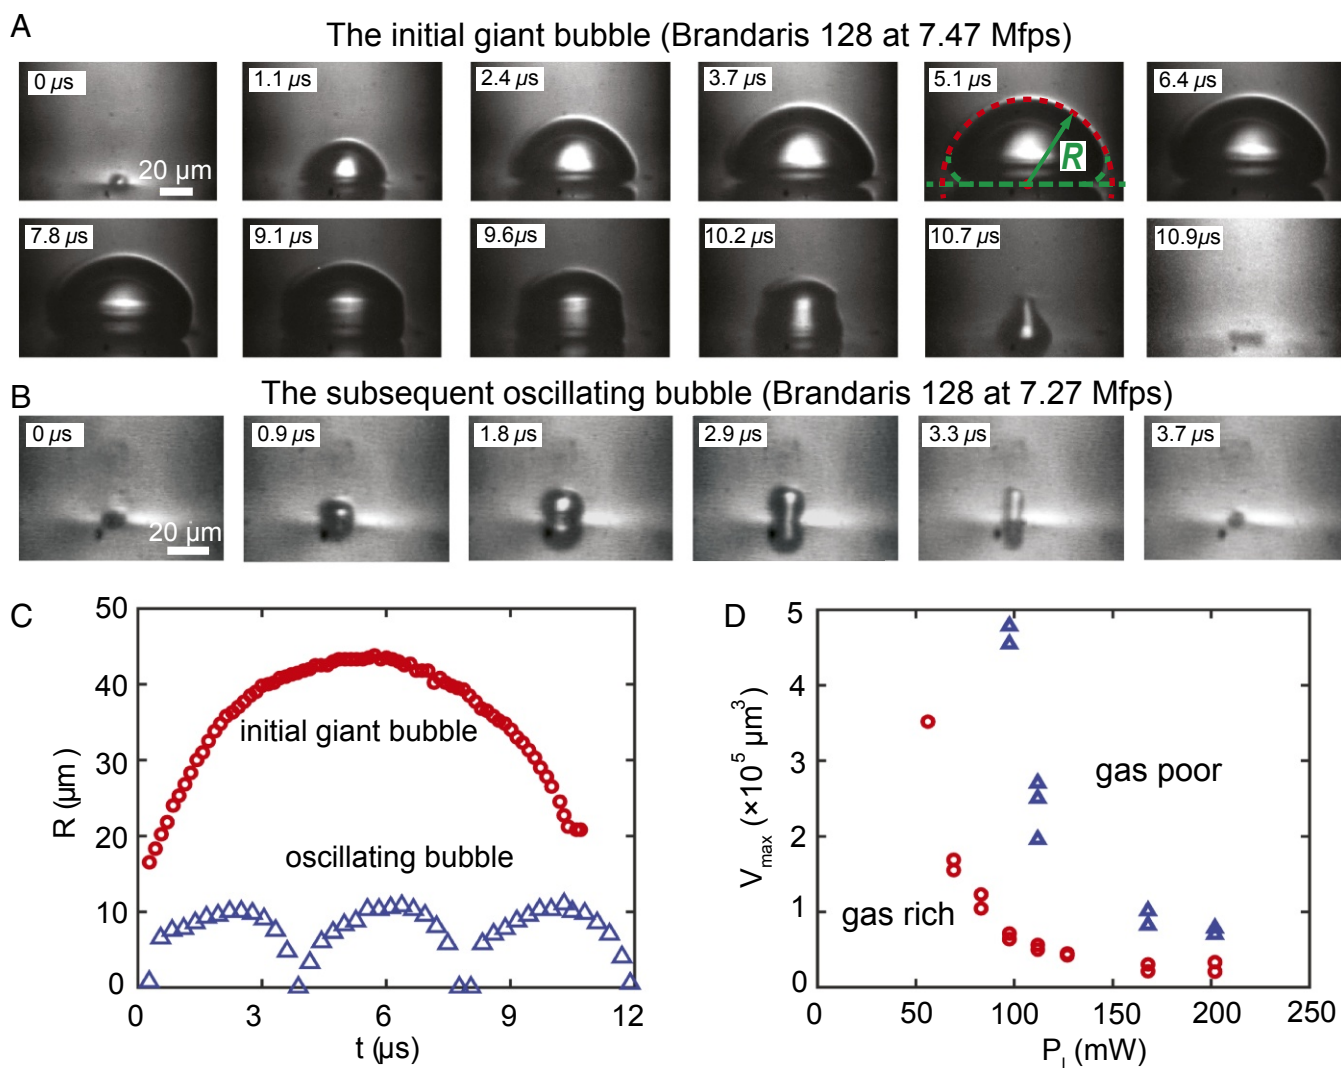 A
The initial giant bubble (Brandaris 128 at 7.47 Mfps)
0 µs
1.1 µs
2.4 µs
3.7 µs
5.1 µs
6.4 µs
20 µm
R
7.8 µs
9.1 µs
9.6µs
10.2 µs
10.7 µs
10.9µs
B
The subsequent oscillating bubble (Brandaris 128 at 7.27 Mfps)
0 µs
0.9 µs
1.8 µs
2.9 µs
3.3 µs
3.7 µs
20 µm
C
50
40
30
20
10
0
R (µm)
initial giant bubble
oscillating bubble
0 3 6 9 12
t (µs)
D
5
4
3
2
1
0
Vmax (×10^5 µm^3)
gas poor
gas rich
0 50 100 150 200 250
P_l (mW)